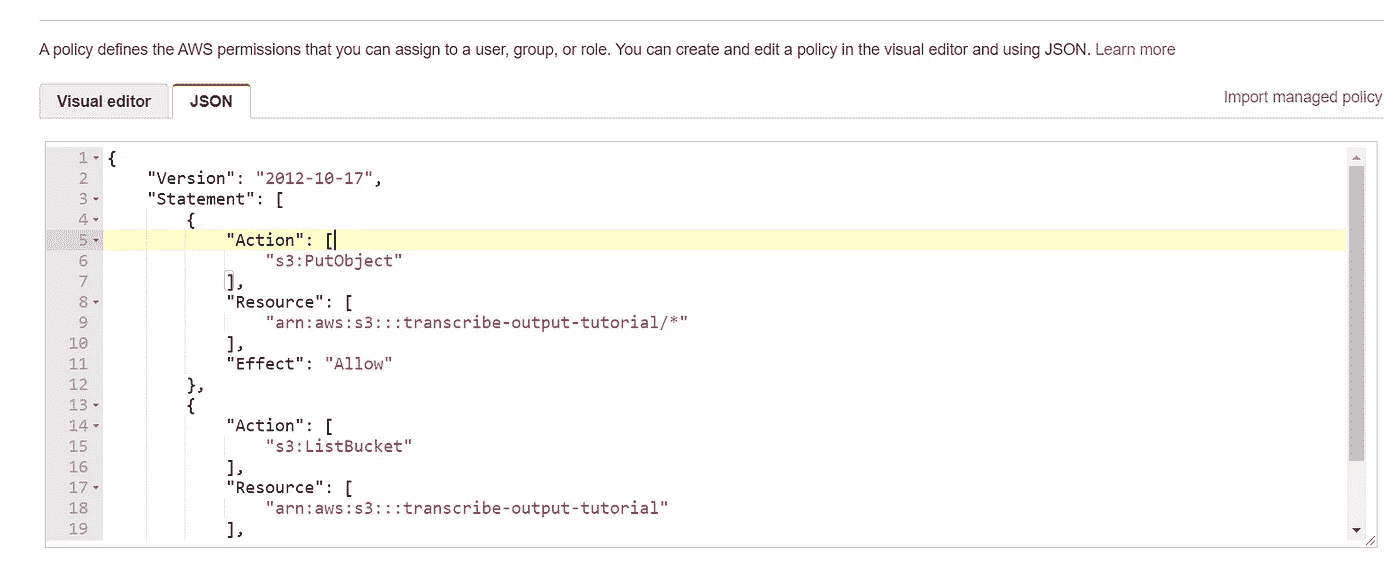 A policy defines the AWS permissions that you can assign to a user, group, or role. You can create and edit a policy in the visual editor and using JSON. Learn more
Visual editor JSON Import managed policy
1 {
2     "Version": "2012-10-17",
3     "Statement": [
4         {
5             "Action": [
6                 "s3:PutObject"
7             ],
8             "Resource": [
9                 "arn:aws:s3:::transcribe-output-tutorial/*"
10             ],
11             "Effect": "Allow"
12         },
13         {
14             "Action": [
15                 "s3:ListBucket"
16             ],
17             "Resource": [
18                 "arn:aws:s3:::transcribe-output-tutorial"
19             ],